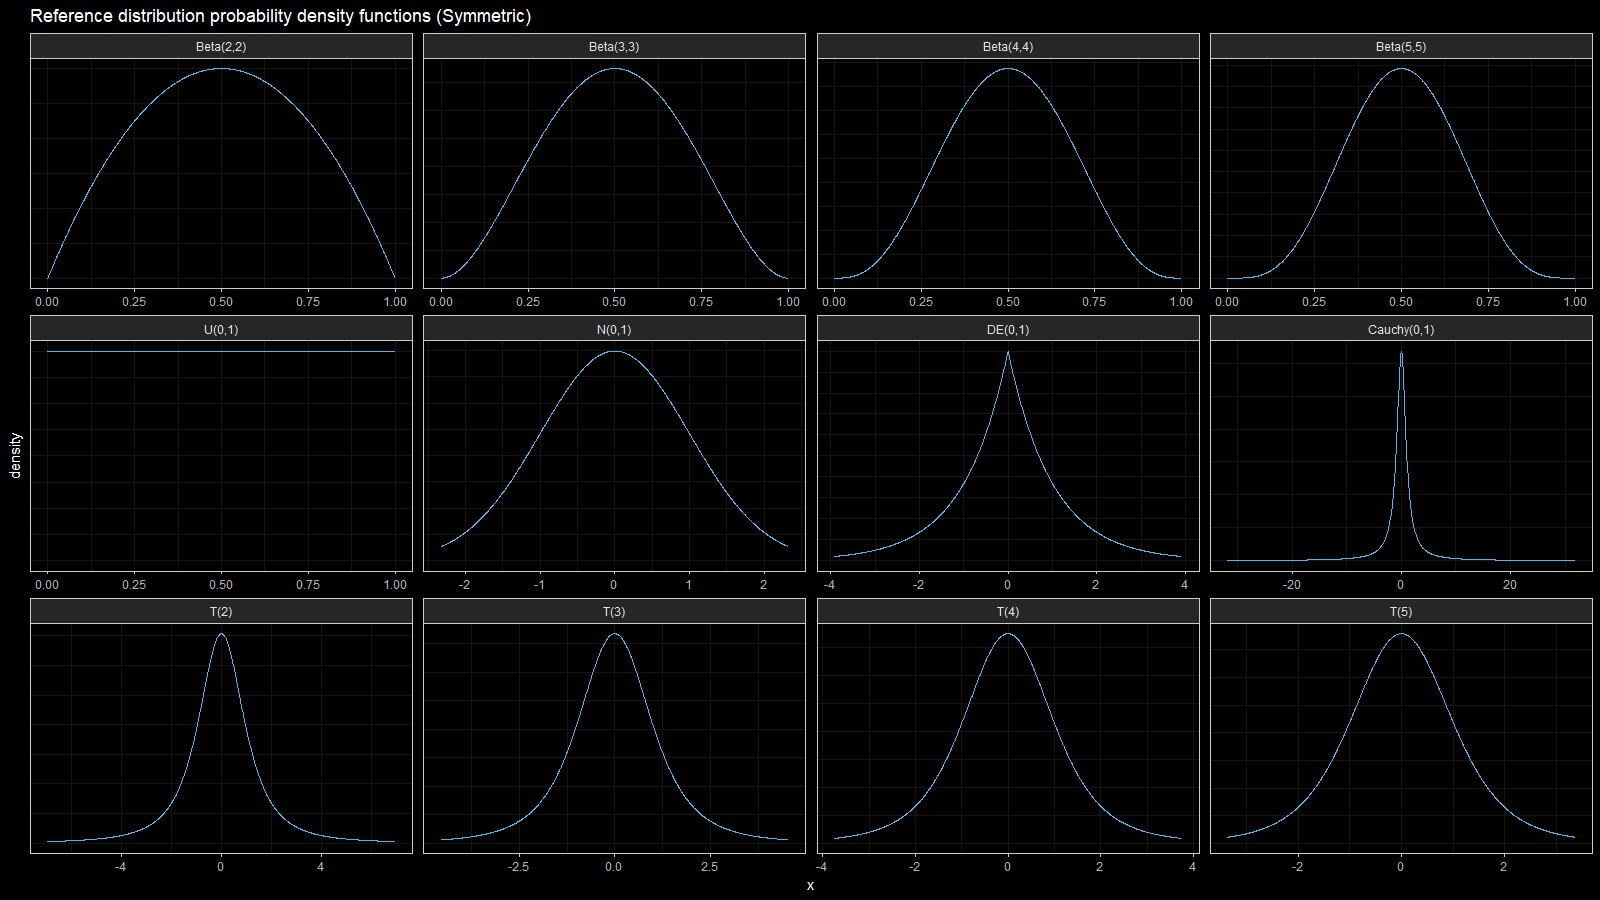 Reference distribution probability density functions (Symmetric)
Beta(2,2) Beta(3,3) Beta(4,4) Beta(5,5)
0.00 0.25 0.50 0.75 1.00 0.00 0.25 0.50 0.75 1.00 0.00 0.25 0.50 0.75 1.00 0.00 0.25 0.50 0.75 1.00
U(0,1) N(0,1) DE(0,1) Cauchy(0,1)
density
0.00 0.25 0.50 0.75 1.00 -2 -1 0 1 2 -4 -2 0 2 4 -20 0 20
T(2) T(3) T(4) T(5)
-4 0 4 -2.5 0.0 2.5 -4 -2 0 2 4 -2 0 2
x